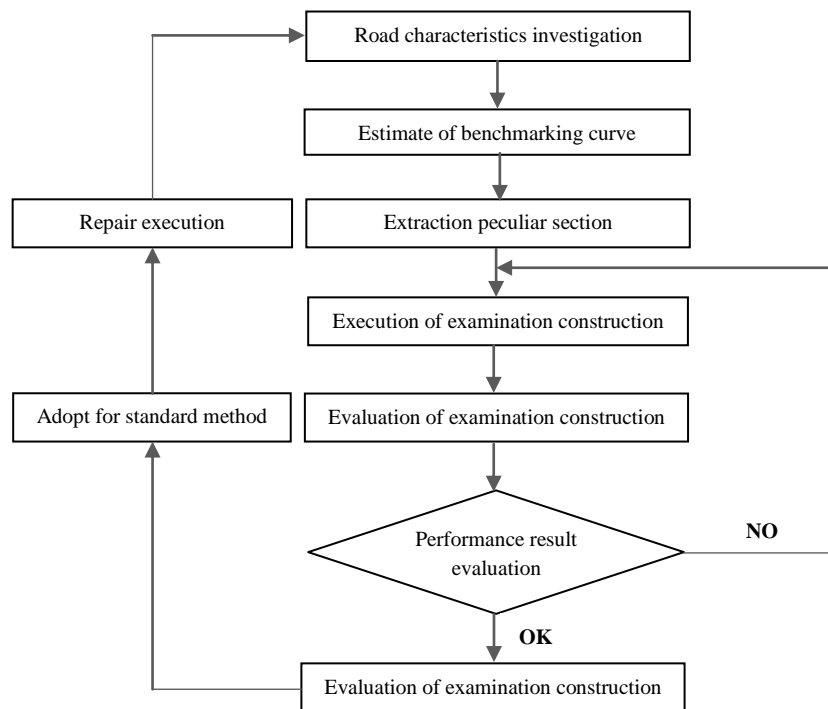 Road characteristics investigation
Estimate of benchmarking curve
Repair execution
Extraction peculiar section
Execution of examination construction
Adopt for standard method
Evaluation of examination construction
Performance result
evaluation
NO
OK
Evaluation of examination construction